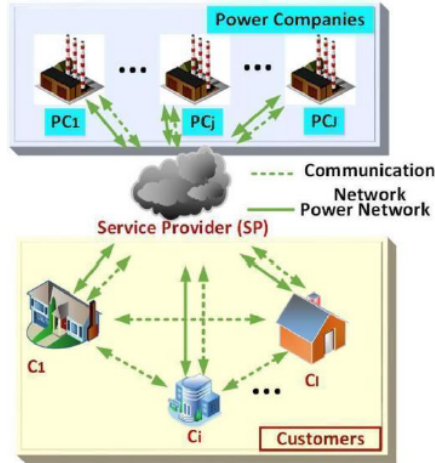 Power Companies
PC1
PCj
PCJ
Communication
Network
Power Network
Service Provider (SP)
C1
CI
Ci
Customers